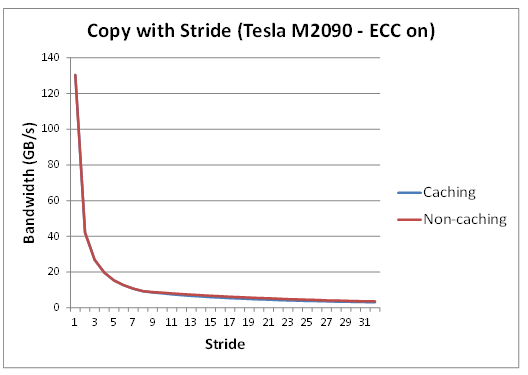 Copy with Stride (Tesla M2090 - ECC on)
140
120
100
80
60
40
20
0
Bandwidth (GB/s)
1 3 5 7 9 11 13 15 17 19 21 23 25 27 29 31
Stride
Caching
Non-caching